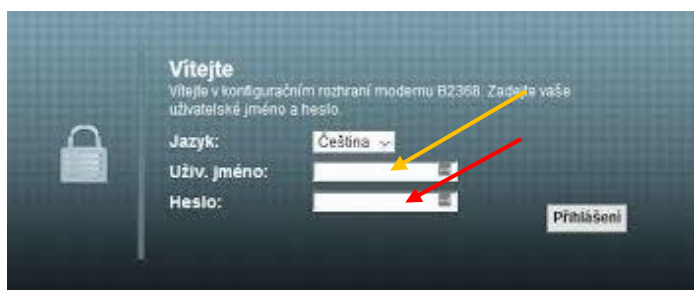 Vítejte
Vítejte v konfiguračním rozhraní modemu B2368. Zadejte vaše
uživatelské jméno a heslo.
Jazyk:
Čeština
Uživ. jméno:
Heslo:
Přihlášení